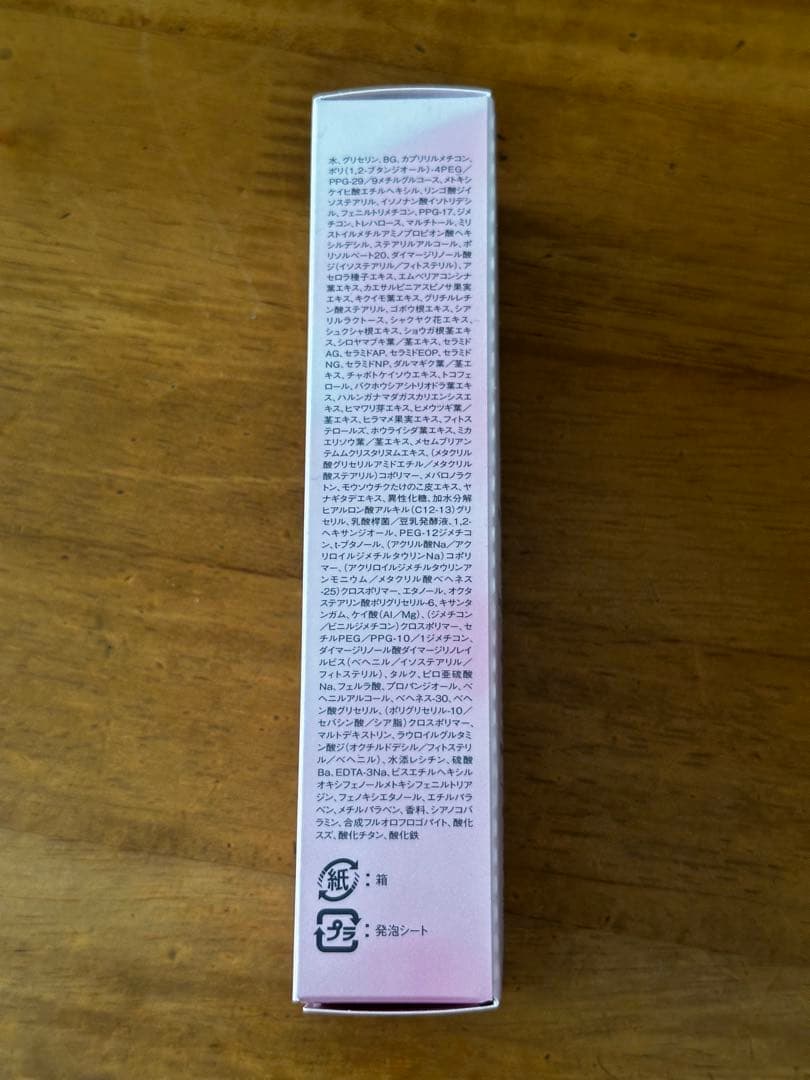 水、グリセリン、BG、カプリリルメチコン、
ポリ(1,2-ブタンジオール)-4PEG/
PPG-29/9メチルグルコース、メトキシ
ケイヒ酸エチルヘキシル、リンゴ酸ジイ
ソステアリル、イソノナン酸イソトリデシ
ル、フェニルトリメチコン、PPG-17、ジメ
チコン、トレハロース、マルチトール、ミリ
ストイルメチルアミノプロピオン酸ヘキ
シルデシル、ステアリルアルコール、ポ
リソルベート20、ダイマージリノール酸
ジ(イソステアリル/フィトステリル)、ア
セロラ種子エキス、エムベリアコンシナ
葉エキス、カエサルピニアスピノサ果実
エキス、キクイモ葉エキス、グリチルレチ
ン酸ステアリル、ゴボウ根エキス、シア
リルラクトース、シャクヤク花エキス、
シュクシャ根エキス、ショウガ根茎エキ
ス、シロヤマブキ葉/茎エキス、セラミド
AG、セラミドAP、セラミドEOP、セラミド
NG、セラミドNP、ダルマギク葉/茎エ
キス、チャボトケイソウエキス、トコフェ
ロール、バクホウシアシトリオドラ葉エキ
ス、ハルンガナマダガスカリエンシスエ
キス、ヒマワリ芽エキス、ヒメウツギ葉/
茎エキス、ヒラマメ果実エキス、フィトス
テロールズ、ホウライシダ葉エキス、ミカ
エリソウ葉/茎エキス、メセムブリアン
テムムクリスタリヌムエキス、(メタクリル
酸グリセリルアミドエチル/メタクリル
酸ステアリル)コポリマー、メバロノラク
トン、モウソウチクたけのこ皮エキス、ヤ
ナギタデエキス、異性化糖、加水分解
ヒアルロン酸アルキル(C12-13)グリ
セリル、乳酸桿菌/豆乳発酵液、1,2-
ヘキサンジオール、PEG-12ジメチコ
ン、t-ブタノール、(アクリル酸Na/アク
リロイルジメチルタウリンNa)コポリ
マー、(アクリロイルジメチルタウリンア
ンモニウム/メタクリル酸ベヘネス
-25)クロスポリマー、エタノール、オクタ
ステアリン酸ポリグリセリル-6、キサンタ
ンガム、ケイ酸(Al/Mg)、(ジメチコン
/ビニルジメチコン)クロスポリマー、セ
チルPEG/PPG-10/1ジメチコン、
ダイマージリノール酸ダイマージリノレイ
ルビス(ベヘニル/イソステアリル/
フィトステリル)、タルク、ピロ亜硫酸
Na、フェルラ酸、プロパンジオール、ベ
ヘニルアルコール、ベヘネス-30、ベヘ
ン酸グリセリル、(ポリグリセリル-10/
セバシン酸/シア脂)クロスポリマー、
マルトデキストリン、ラウロイルグルタミ
ン酸ジ(オクチルドデシル/フィトステリ
ル/ベヘニル)、水添レシチン、硫酸
Ba、EDTA-3Na、ビスエチルヘキシル
オキシフェノールメトキシフェニルトリア
ジン、フェノキシエタノール、エチルパラ
ベン、メチルパラベン、香料、シアノコバ
ラミン、合成フルオロフロゴパイト、酸化
スズ、酸化チタン、酸化鉄
紙:箱
プラ:発泡シート